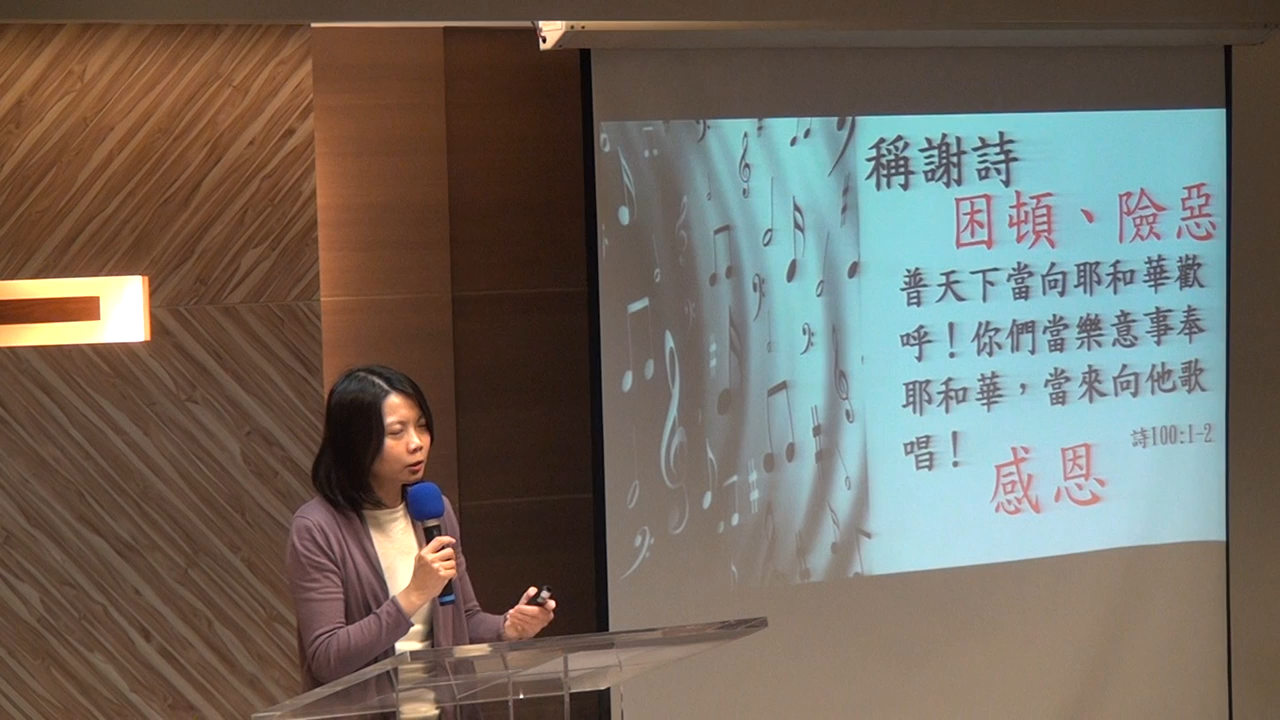 稱謝詩
困頓、險惡
普天下當向耶和華歡
呼！你們當樂意事奉
耶和華，當來向他歌
唱！
詩100:1-2
感恩